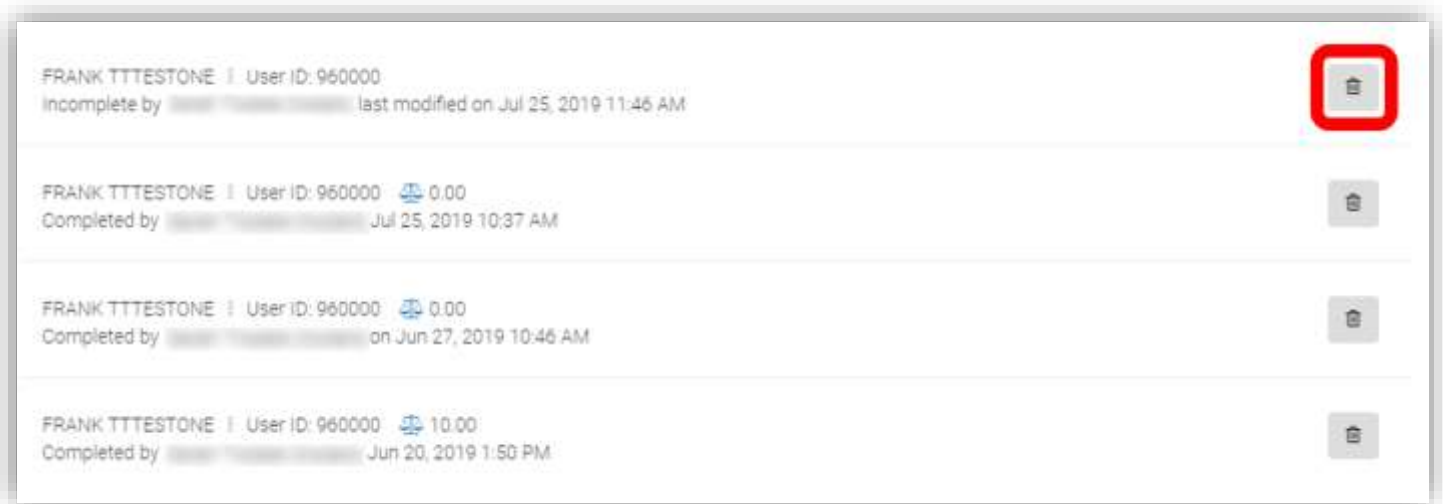 FRANK TTTESTONE | User ID: 960000
Incomplete by last modified on Jul 25, 2019 11:46 AM
FRANK TTTESTONE | User ID: 960000 0.00
Completed by Jul 25, 2019 10:37 AM
FRANK TTTESTONE | User ID: 960000 0.00
Completed by on Jun 27, 2019 10:46 AM
FRANK TTTESTONE | User ID: 960000 10.00
Completed by Jun 20, 2019 1:50 PM